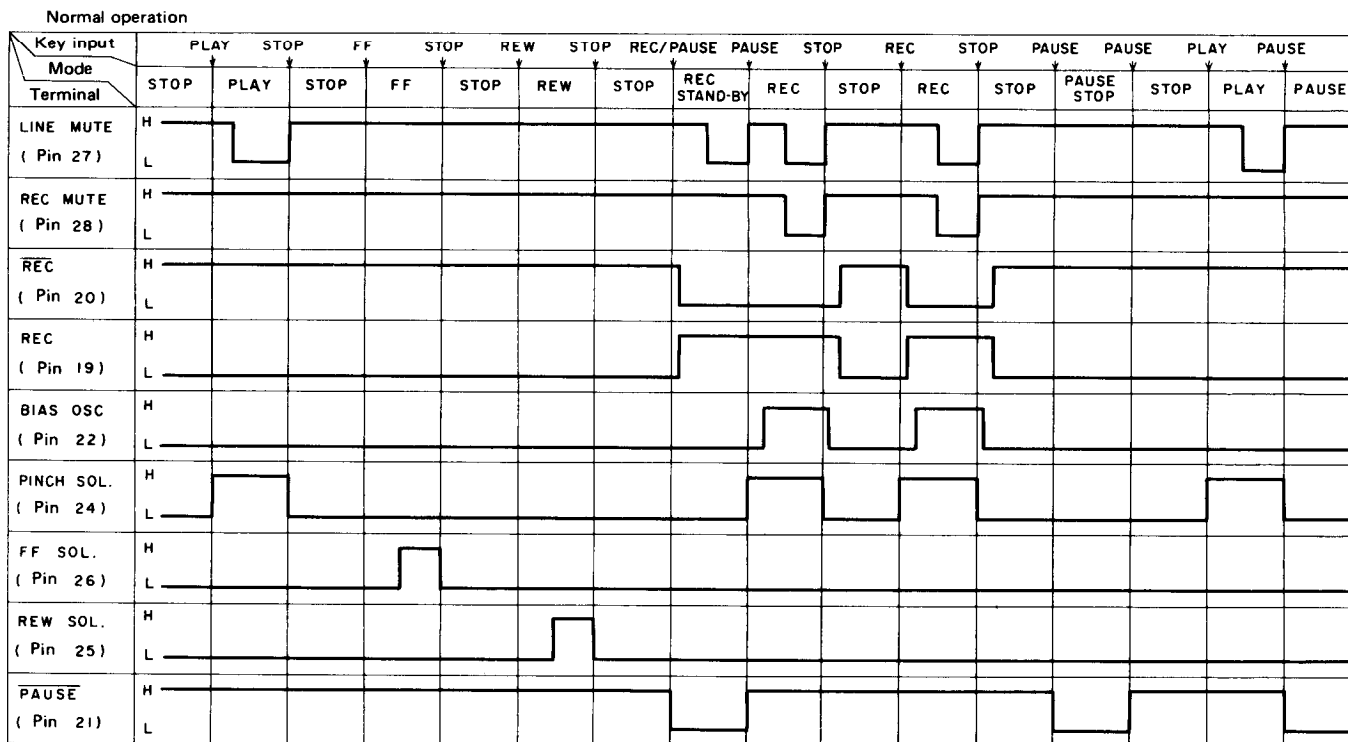 Normal operation
Key input PLAY STOP FF STOP REW STOP REC/PAUSE PAUSE STOP REC STOP PAUSE PAUSE PLAY PAUSE
Mode
Terminal
STOP PLAY STOP FF STOP REW STOP REC STAND-BY REC STOP REC STOP PAUSE STOP STOP PLAY PAUSE
LINE MUTE H
( Pin 27 ) L
REC MUTE H
( Pin 28 ) L
REC H
( Pin 20 ) L
REC H
( Pin 19 ) L
BIAS OSC H
( Pin 22 ) L
PINCH SOL. H
( Pin 24 ) L
FF SOL. H
( Pin 26 ) L
REW SOL. H
( Pin 25 ) L
PAUSE H
( Pin 21 ) L